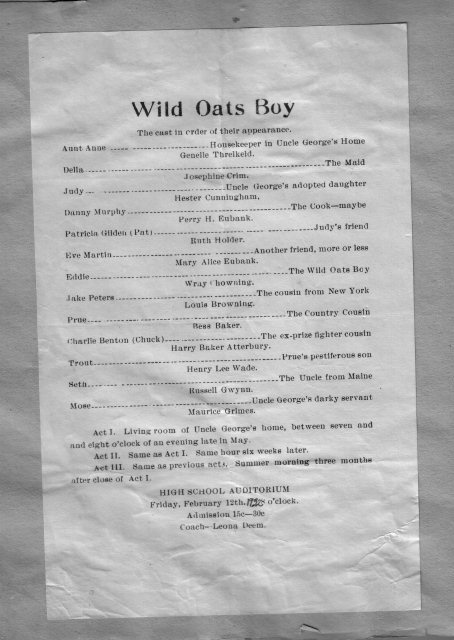 Wild Oats Boy
The cast in order of their appearance.
Aunt Anne ----- Housekeeper in Uncle George's Home
Genelle Threlkeld.
Della ----- The Maid
Josephine Crim.
Judy ----- Uncle George's adopted daughter
Hester Cunningham.
Danny Murphy ----- The Cook—maybe
Perry H. Eubank.
Patricia Gilden (Pat) ----- Judy's friend
Ruth Holder.
Eve Martin ----- Another friend, more or less
Mary Alice Eubank.
Eddie ----- The Wild Oats Boy
Wray Chowning.
Jake Peters ----- The cousin from New York
Louis Browning.
Prue ----- The Country Cousin
Bess Baker.
Charlie Benton (Chuck) ----- The ex-prize fighter cousin
Harry Baker Atterbury.
Trout ----- Prue's pestiferous son
Henry Lee Wade.
Seth ----- The Uncle from Maine
Russell Gwynn.
Mose ----- Uncle George's darky servant
Maurice Grimes.
Act I. Living room of Uncle George's home, between seven and
and eight o'clock of an evening late in May.
Act II. Same as Act I. Same hour six weeks later.
Act III. Same as previous acts. Summer morning three months
after close of Act I.
HIGH SCHOOL AUDITORIUM
Friday, February 12th, o'clock.
Admission 15c—30c
Coach—Leona Deem.